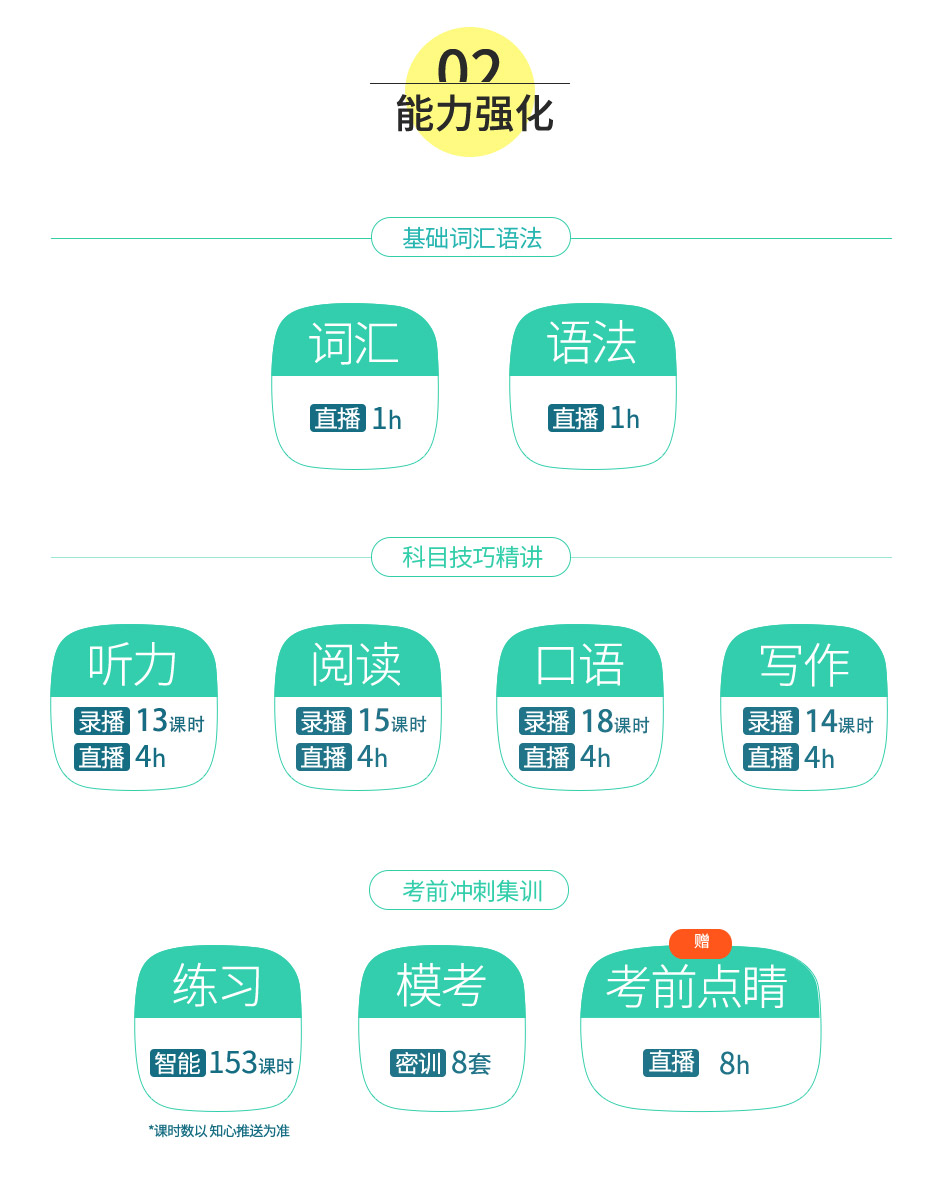 02
能力强化
基础词汇语法
词汇
直播 1h
语法
直播 1h
科目技巧精讲
听力
录播 13课时
直播 4h
阅读
录播 15课时
直播 4h
口语
录播 18课时
直播 4h
写作
录播 14课时
直播 4h
考前冲刺集训
练习
智能 153课时
*课时数以 知心推送为准
模考
密训 8套
赠
考前点睛
直播 8h